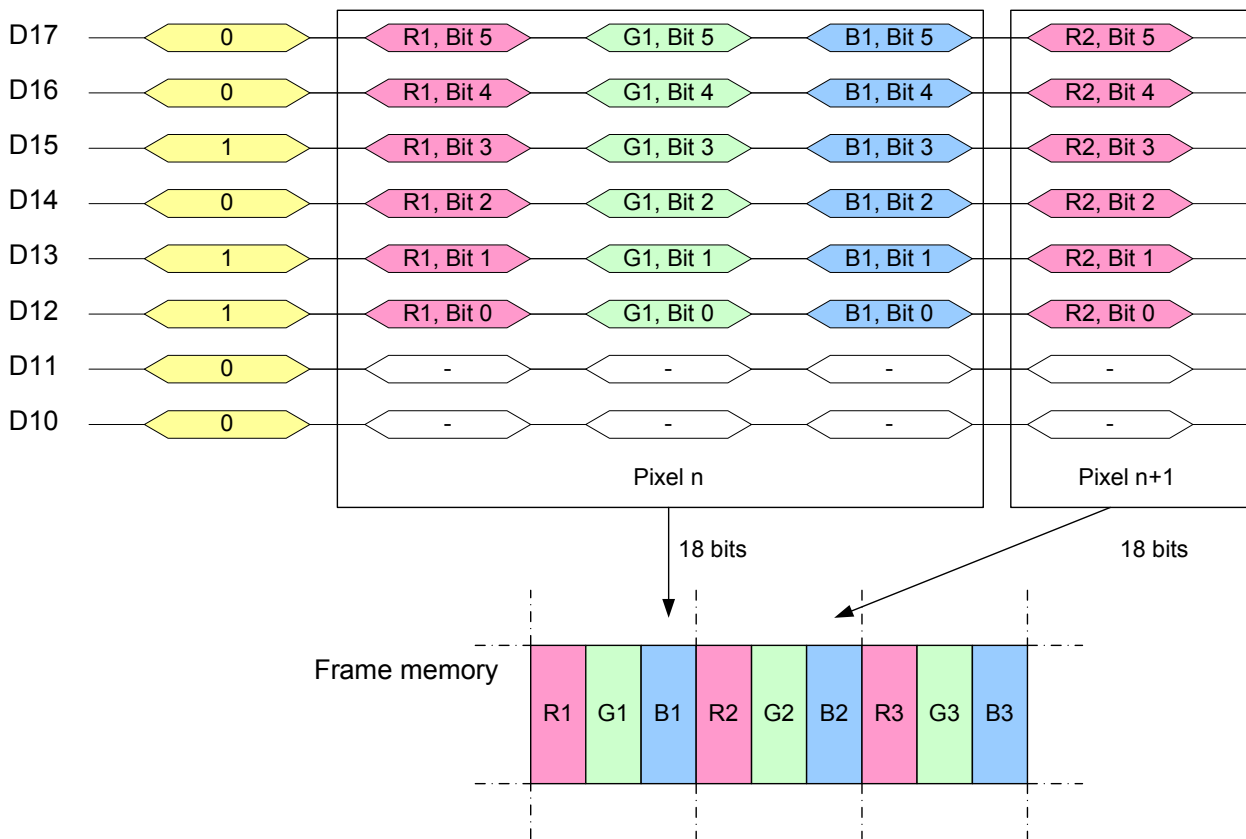 D17 0 R1, Bit 5 G1, Bit 5 B1, Bit 5 R2, Bit 5
D16 0 R1, Bit 4 G1, Bit 4 B1, Bit 4 R2, Bit 4
D15 1 R1, Bit 3 G1, Bit 3 B1, Bit 3 R2, Bit 3
D14 0 R1, Bit 2 G1, Bit 2 B1, Bit 2 R2, Bit 2
D13 1 R1, Bit 1 G1, Bit 1 B1, Bit 1 R2, Bit 1
D12 1 R1, Bit 0 G1, Bit 0 B1, Bit 0 R2, Bit 0
D11 0 - - - -
D10 0 - - - -
Pixel n Pixel n+1
18 bits 18 bits
Frame memory
R1 G1 B1 R2 G2 B2 R3 G3 B3